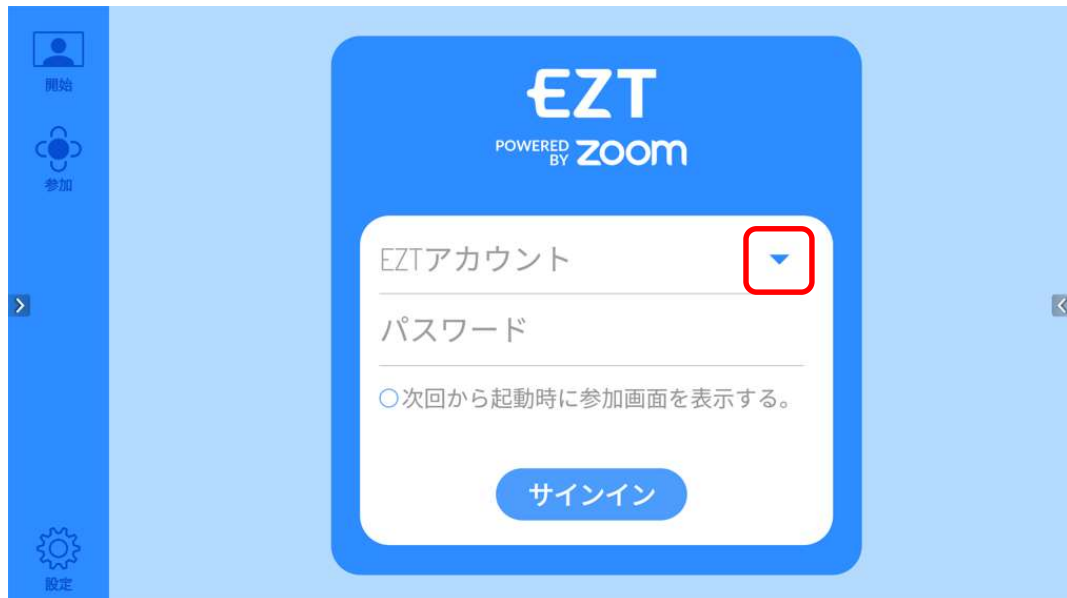 開始
参加
設定
EZT
POWERED BY zoom
EZTアカウント
パスワード
○次回から起動時に参加画面を表示する。
サインイン